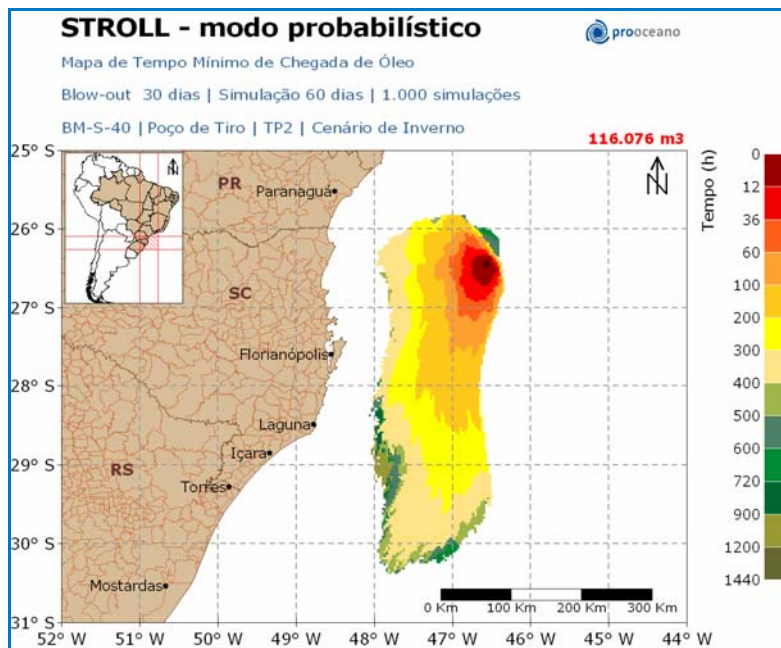 STROLL - modo probabilístico
prooceano
Mapa de Tempo Mínimo de Chegada de Óleo
Blow-out 30 dias | Simulação 60 dias | 1.000 simulações
BM-S-40 | Poço de Tiro | TP2 | Cenário de Inverno
116.076 m3
25° S
26° S
27° S
28° S
29° S
30° S
31° S
N
N
PR
Paranaguá
SC
Florianópolis
Laguna
Içara
RS
Torres
Mostardas
0 Km 100 Km 200 Km 300 Km
52° W 51° W 50° W 49° W 48° W 47° W 46° W 45° W 44° W
Tempo (h)
0
12
36
60
100
200
300
400
500
600
720
900
1200
1440